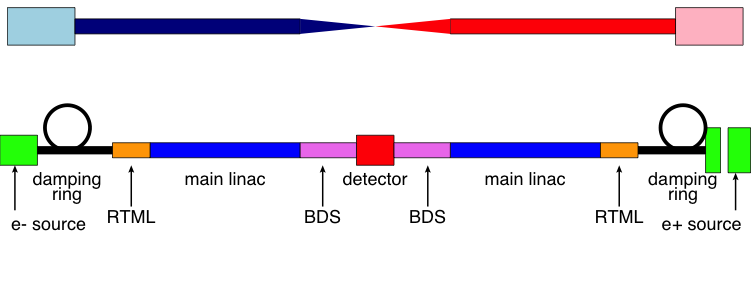 damping
ring
main linac
detector
main linac
damping
ring
RTML
BDS
BDS
RTML
e- source
e+ source